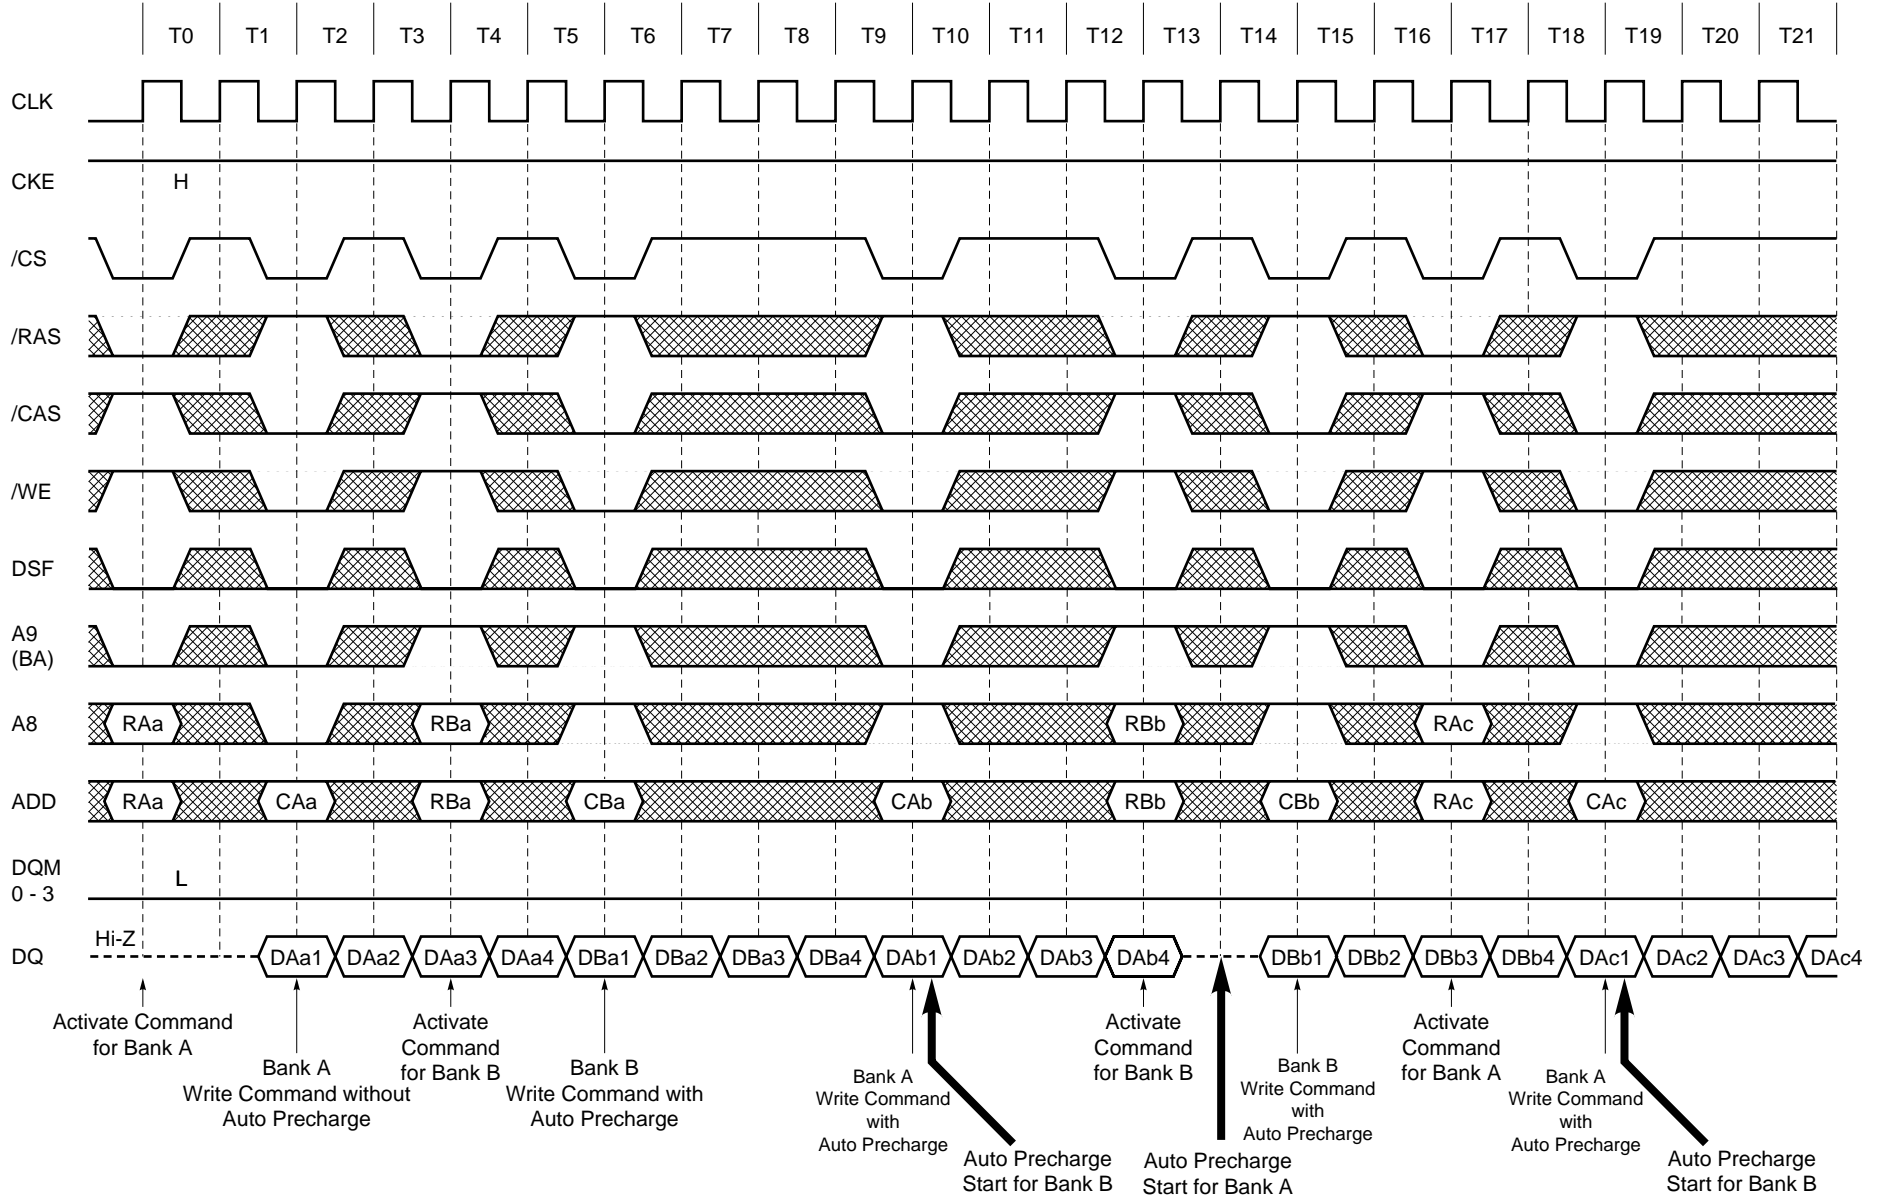 T0 T1 T2 T3 T4 T5 T6 T7 T8 T9 T10 T11 T12 T13 T14 T15 T16 T17 T18 T19 T20 T21
CLK
CKE H
/CS
/RAS
/CAS
/WE
DSF
A9
(BA)
A8 RAa RBa RBb RAc
ADD RAa CAa RBa CBa CAb RBb CBb RAc CAc
DQM
0 - 3
L
Hi-Z
DQ DAa1 DAa2 DAa3 DAa4 DBa1 DBa2 DBa3 DBa4 DAb1 DAb2 DAb3 DAb4 DBb1 DBb2 DBb3 DBb4 DAc1 DAc2 DAc3 DAc4
Activate Command
for Bank A
Bank A
Write Command without
Auto Precharge
Activate
Command
for Bank B
Bank B
Write Command with
Auto Precharge
Bank A
Write Command
with
Auto Precharge
Auto Precharge
Start for Bank B
Activate
Command
for Bank B
Auto Precharge
Start for Bank A
Bank B
Write Command
with
Auto Precharge
Activate
Command
for Bank A
Bank A
Write Command
with
Auto Precharge
Auto Precharge
Start for Bank B